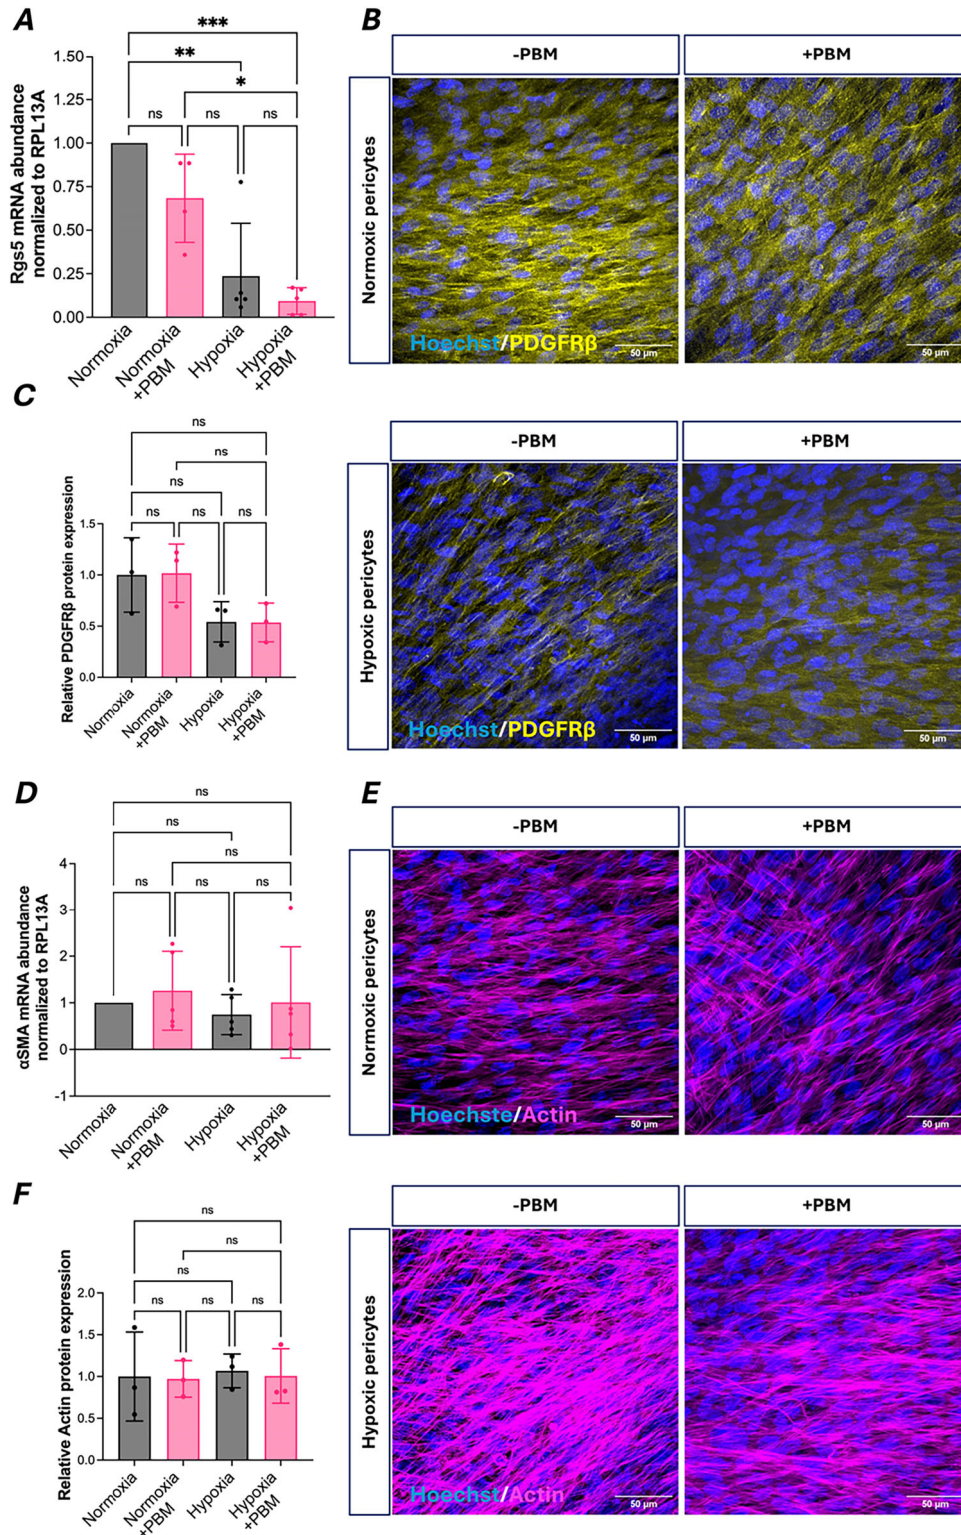 A
***
**
*
ns
ns
ns
Rgs5 mRNA abundance
normalized to RPL13A
1.50
1.25
1.00
0.75
0.50
0.25
0.00
Normoxia
Normoxia
+PBM
Hypoxia
Hypoxia
+PBM
B
-PBM
+PBM
Normoxic pericytes
Hoechst/PDGFRβ
50 µm
50 µm
C
ns
ns
ns
ns
ns
ns
Relative PDGFRβ protein expression
1.5
1.0
0.5
0.0
Normoxia
Normoxia
+PBM
Hypoxia
Hypoxia
+PBM
-PBM
+PBM
Hypoxic pericytes
Hoechst/PDGFRβ
50 µm
50 µm
D
ns
ns
ns
ns
ns
ns
αSMA mRNA abundance
normalized to RPL13A
4
3
2
1
0
-1
Normoxia
Normoxia
+PBM
Hypoxia
Hypoxia
+PBM
E
-PBM
+PBM
Normoxic pericytes
Hoechste/Actin
50 µm
50 µm
F
ns
ns
ns
ns
ns
ns
Relative Actin protein expression
2.0
1.5
1.0
0.5
0.0
Normoxia
Normoxia
+PBM
Hypoxia
Hypoxia
+PBM
-PBM
+PBM
Hypoxic pericytes
Hoechst/Actin
50 µm
50 µm